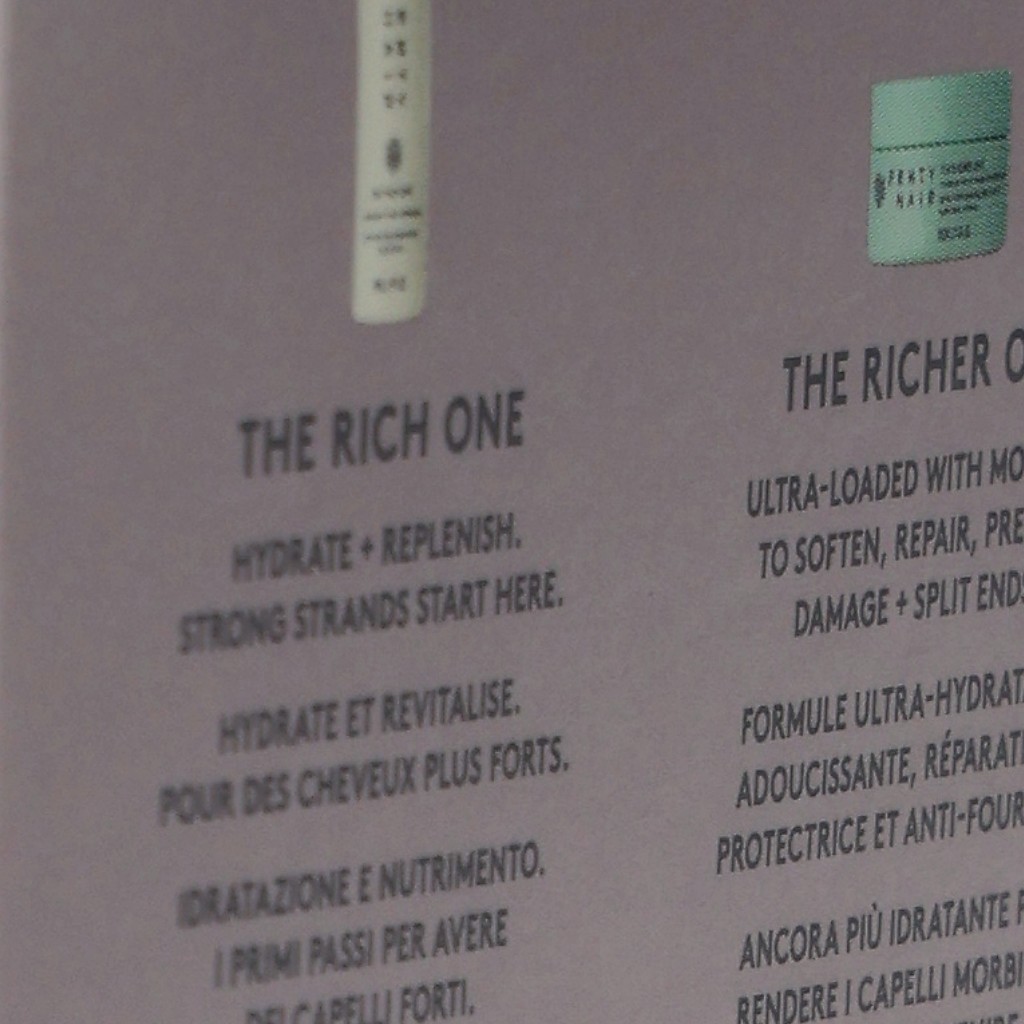 FENTY
HAIR
THE RICH ONE
HYDRATE + REPLENISH.
STRONG STRANDS START HERE.
HYDRATE ET REVITALISE.
POUR DES CHEVEUX PLUS FORTS.
IDRATAZIONE E NUTRIMENTO.
I PRIMI PASSI PER AVERE
DEI CAPELLI FORTI.
THE RICHER
ULTRA-LOADED WITH
TO SOFTEN, REPAIR,
DAMAGE + SPLIT ENDS
FORMULE
ADOUCISSANTE,
PROTECTRICE ET
ANCORA PIÙ IDRATANTE
RENDERE I CAPELLI